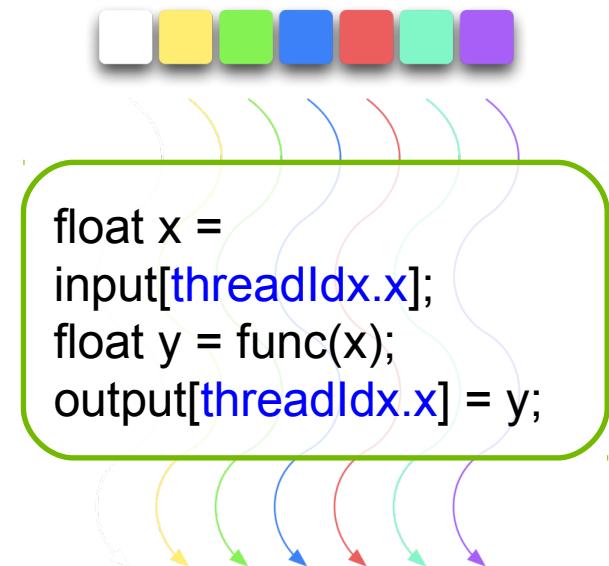 float x =
input[threadIdx.x];
float y = func(x);
output[threadIdx.x] = y;